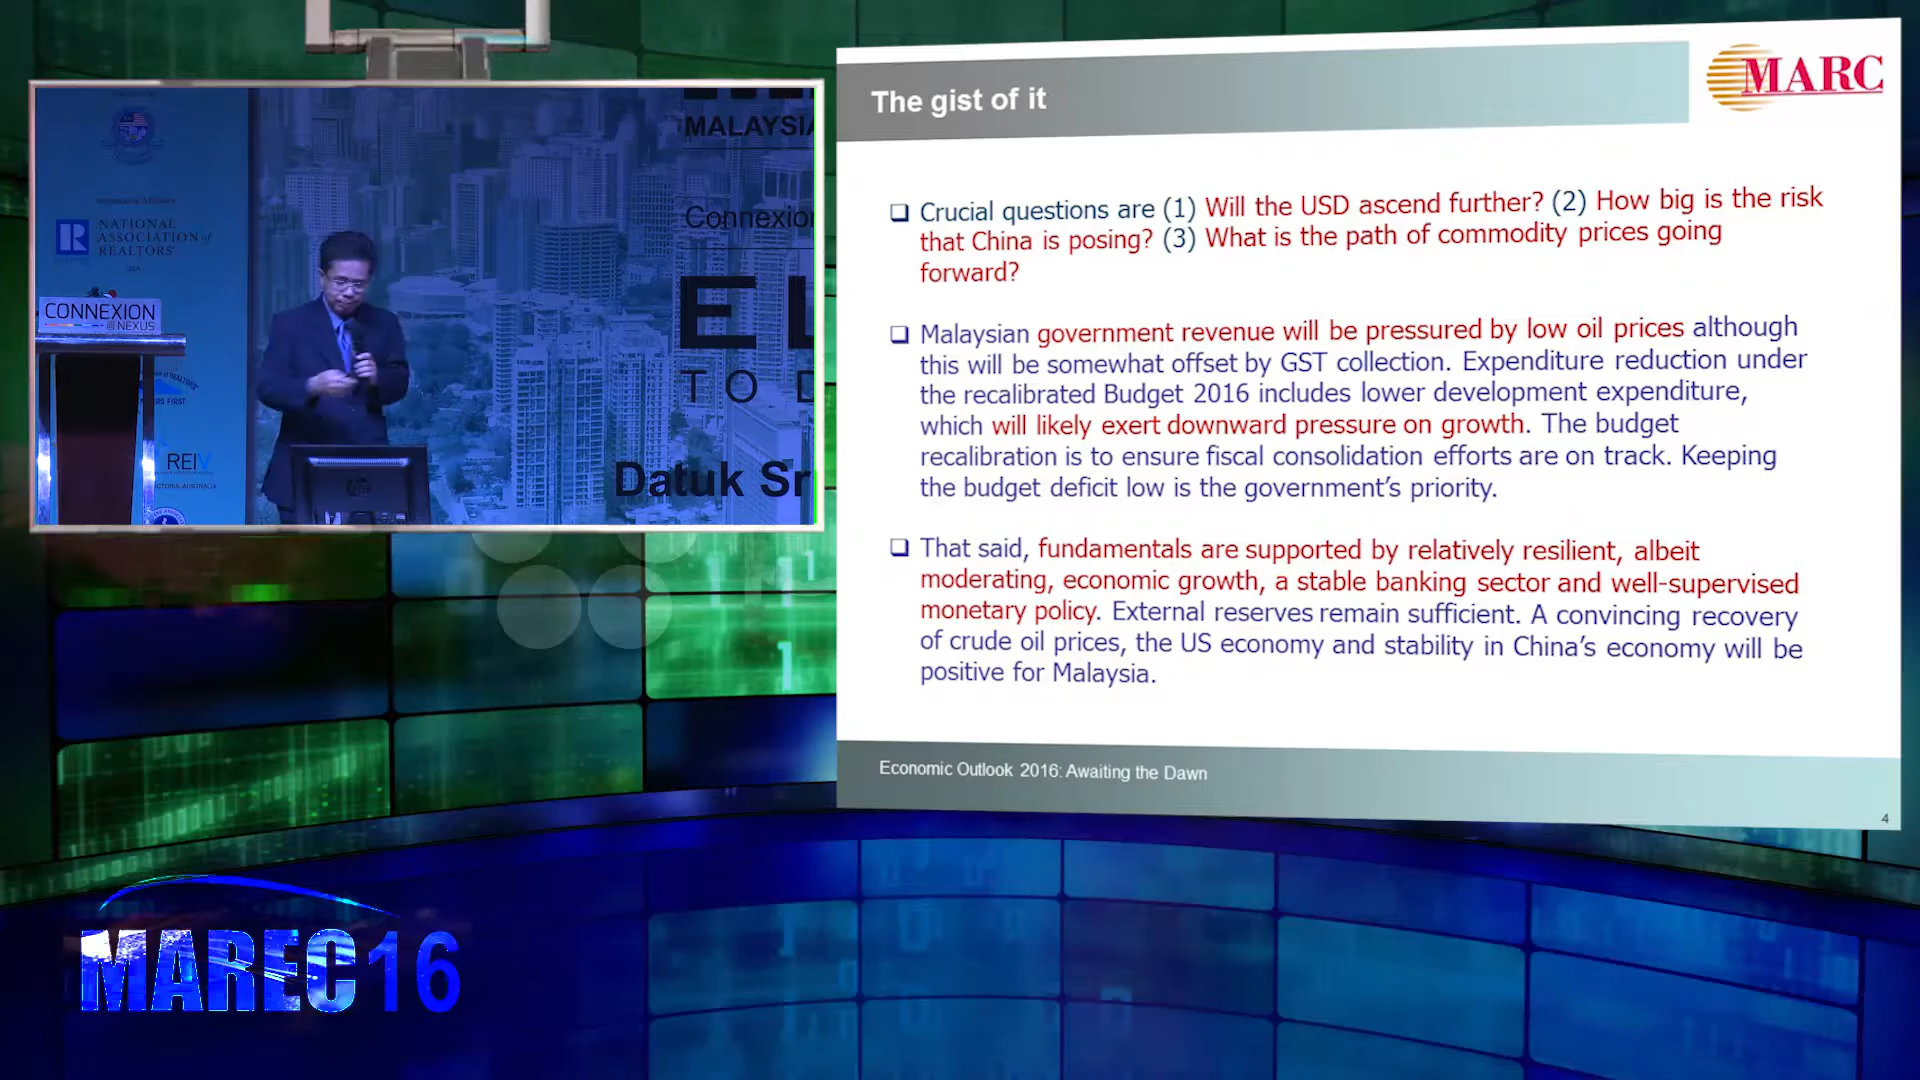 MALAYSIA
NATIONAL
ASSOCIATION of
REALTORS®
USA
Connexion
CONNEXION
@NEXUS
E
TO
REIV
VICTORIA, AUSTRALIA
Datuk Sr
MAREC16
The gist of it
MARC
❑ Crucial questions are (1) Will the USD ascend further? (2) How big is the risk
that China is posing? (3) What is the path of commodity prices going
forward?
❑ Malaysian government revenue will be pressured by low oil prices although
this will be somewhat offset by GST collection. Expenditure reduction under
the recalibrated Budget 2016 includes lower development expenditure,
which will likely exert downward pressure on growth. The budget
recalibration is to ensure fiscal consolidation efforts are on track. Keeping
the budget deficit low is the government’s priority.
❑ That said, fundamentals are supported by relatively resilient, albeit
moderating, economic growth, a stable banking sector and well-supervised
monetary policy. External reserves remain sufficient. A convincing recovery
of crude oil prices, the US economy and stability in China’s economy will be
positive for Malaysia.
Economic Outlook 2016: Awaiting the Dawn
4